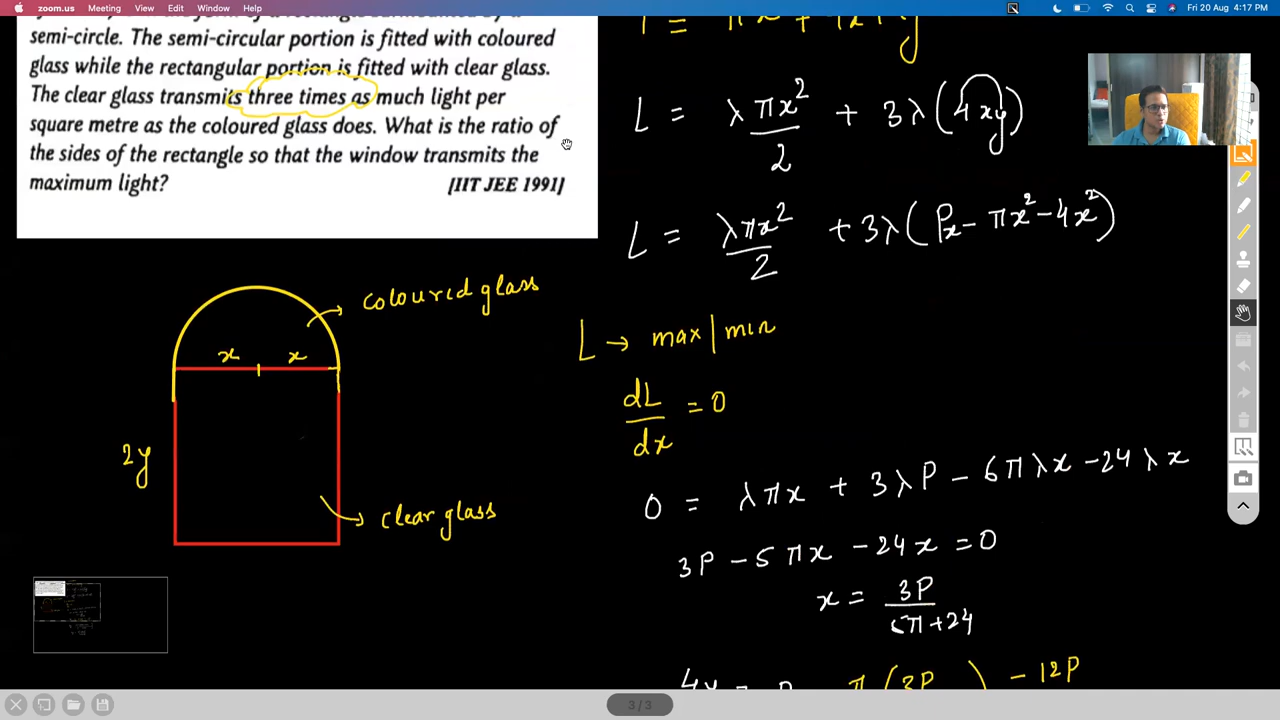 zoom.us Meeting View Edit Window Help
Fri 20 Aug 4:17 PM
semi-circle. The semi-circular portion is fitted with coloured
glass while the rectangular portion is fitted with clear glass.
The clear glass transmits three times as much light per
square metre as the coloured glass does. What is the ratio of
the sides of the rectangle so that the window transmits the
maximum light? [IIT JEE 1991]
L = λπx²/2 + 3λ(4xy)
L = λπx²/2 + 3λ(Px - πx² - 4x²)
coloured glass
x x
2y
clear glass
L → max|min
dL/dx = 0
0 = λπx + 3λP - 6πλx - 24λx
3P - 5πx - 24x = 0
x = 3P/5π+24
π(3P ) - 12P
3/3